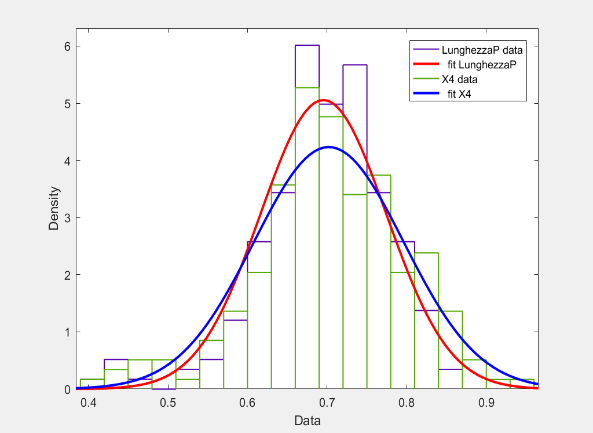 LunghezzaP data
fit LunghezzaP
X4 data
fit X4
6
5
4
3
2
1
0
Density
0.4 0.5 0.6 0.7 0.8 0.9
Data